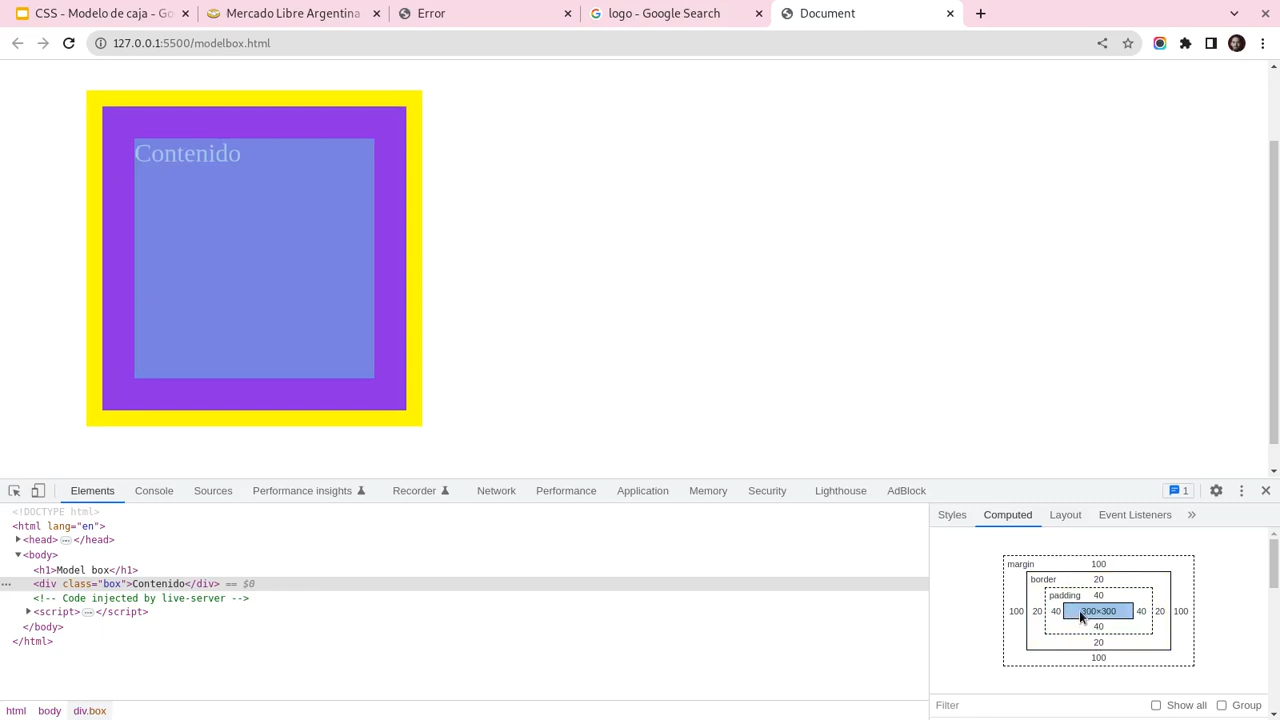 CSS - Modelo de caja - Go
Mercado Libre Argentina
Error
logo - Google Search
Document
127.0.0.1:5500/modelbox.html
Contenido
Elements Console Sources Performance insights Recorder Network Performance Application Memory Security Lighthouse AdBlock 1
<!DOCTYPE html>
<html lang="en">
<head> … </head>
<body>
<h1>Model box</h1>
<div class="box">Contenido</div> == $0
<!-- Code injected by live-server -->
<script> … </script>
</body>
</html>
html body div.box
Styles Computed Layout Event Listeners »
margin 100
border 20
padding 40
100 20 40 300×300 40 20 100
40
20
100
Filter Show all Group